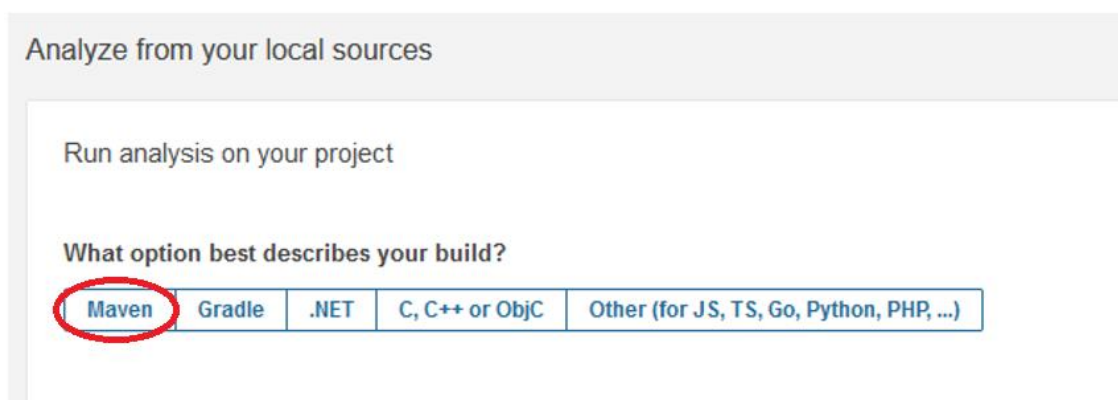 Analyze from your local sources
Run analysis on your project
What option best describes your build?
Maven Gradle .NET C, C++ or ObjC Other (for JS, TS, Go, Python, PHP, ...)